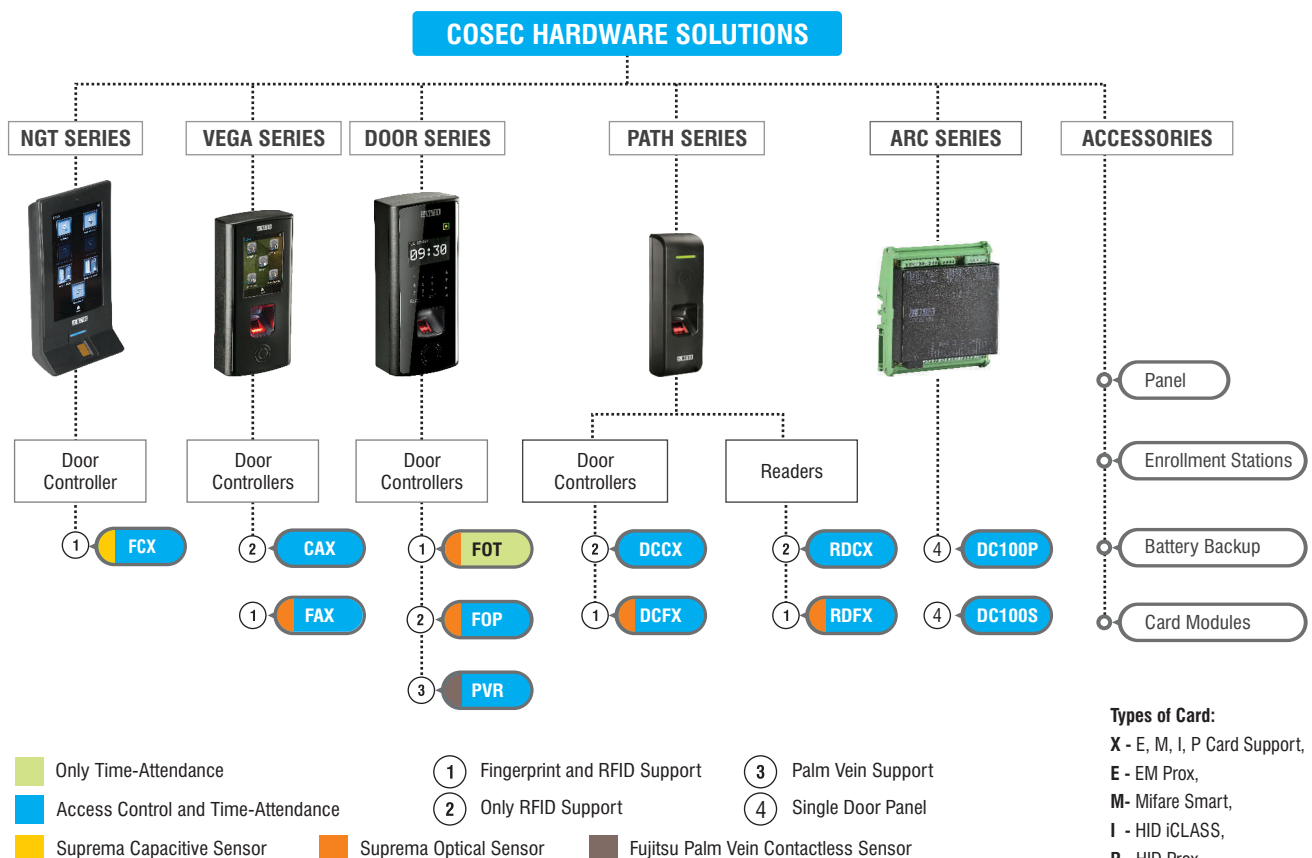 COSEC HARDWARE SOLUTIONS
NGT SERIES
VEGA SERIES
DOOR SERIES
PATH SERIES
ARC SERIES
ACCESSORIES
09:30
Panel
Enrollment Stations
Battery Backup
Card Modules
Door
Controller
Door
Controllers
Door
Controllers
Door
Controllers
Readers
1 FCX
2 CAX
1 FAX
1 FOT
2 FOP
3 PVR
2 DCCX
1 DCFX
2 RDCX
1 RDFX
4 DC100P
4 DC100S
Only Time-Attendance
Access Control and Time-Attendance
Suprema Capacitive Sensor
Suprema Optical Sensor
Fujitsu Palm Vein Contactless Sensor
1 Fingerprint and RFID Support
2 Only RFID Support
3 Palm Vein Support
4 Single Door Panel
Types of Card:
X - E, M, I, P Card Support,
E - EM Prox,
M- Mifare Smart,
I - HID iCLASS,
P - HID Prox